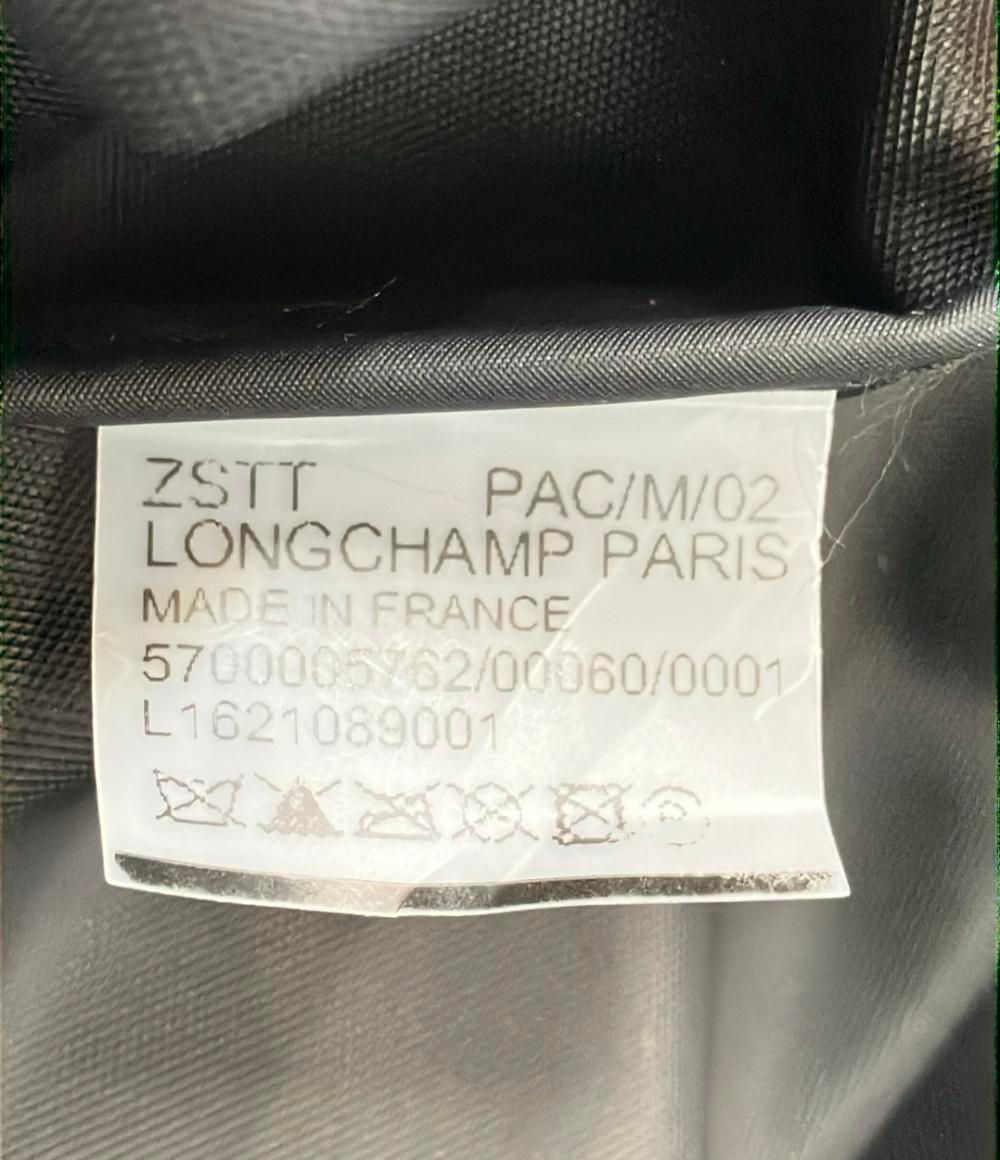 ZSTT PAC/M/02
LONGCHAMP PARIS
MADE IN FRANCE
5700005762/00060/0001
L1621089001